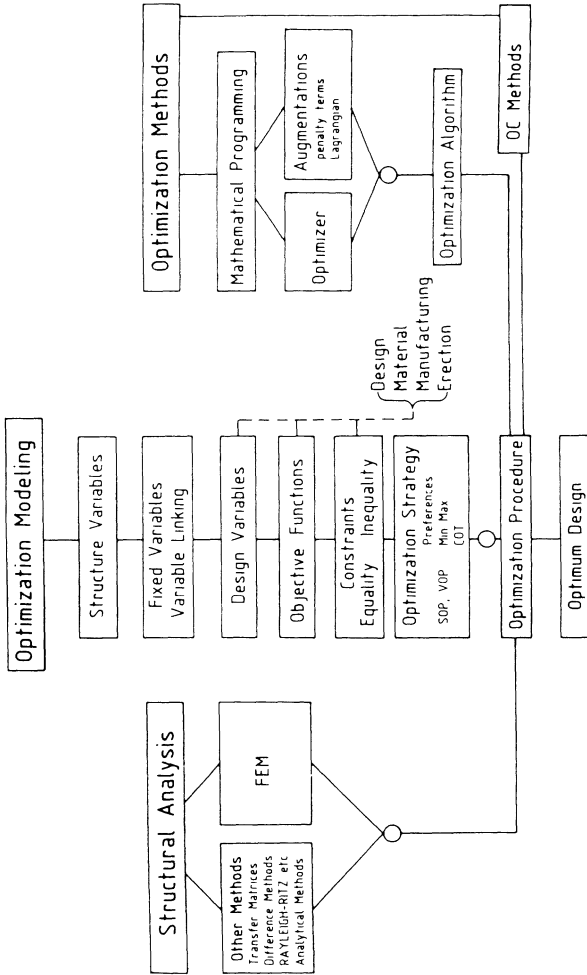 Structural Analysis
Other Methods
Transfer Matrices
Difference Methods
RAYLEIGH-RITZ etc
Analytical Methods
FEM
Optimization Modeling
Structure Variables
Fixed Variables
Variable Linking
Design Variables
Objective Functions
Constraints
Equality Inequality
Optimization Strategy
Preferences
SOP, VOP Min Max
COT
Optimization Procedure
Optimum Design
Design
Material
Manufacturing
Erection
Optimization Methods
Mathematical Programming
Optimizer
Augmentations
penalty terms
Lagrangian
Optimization Algorithm
OC Methods